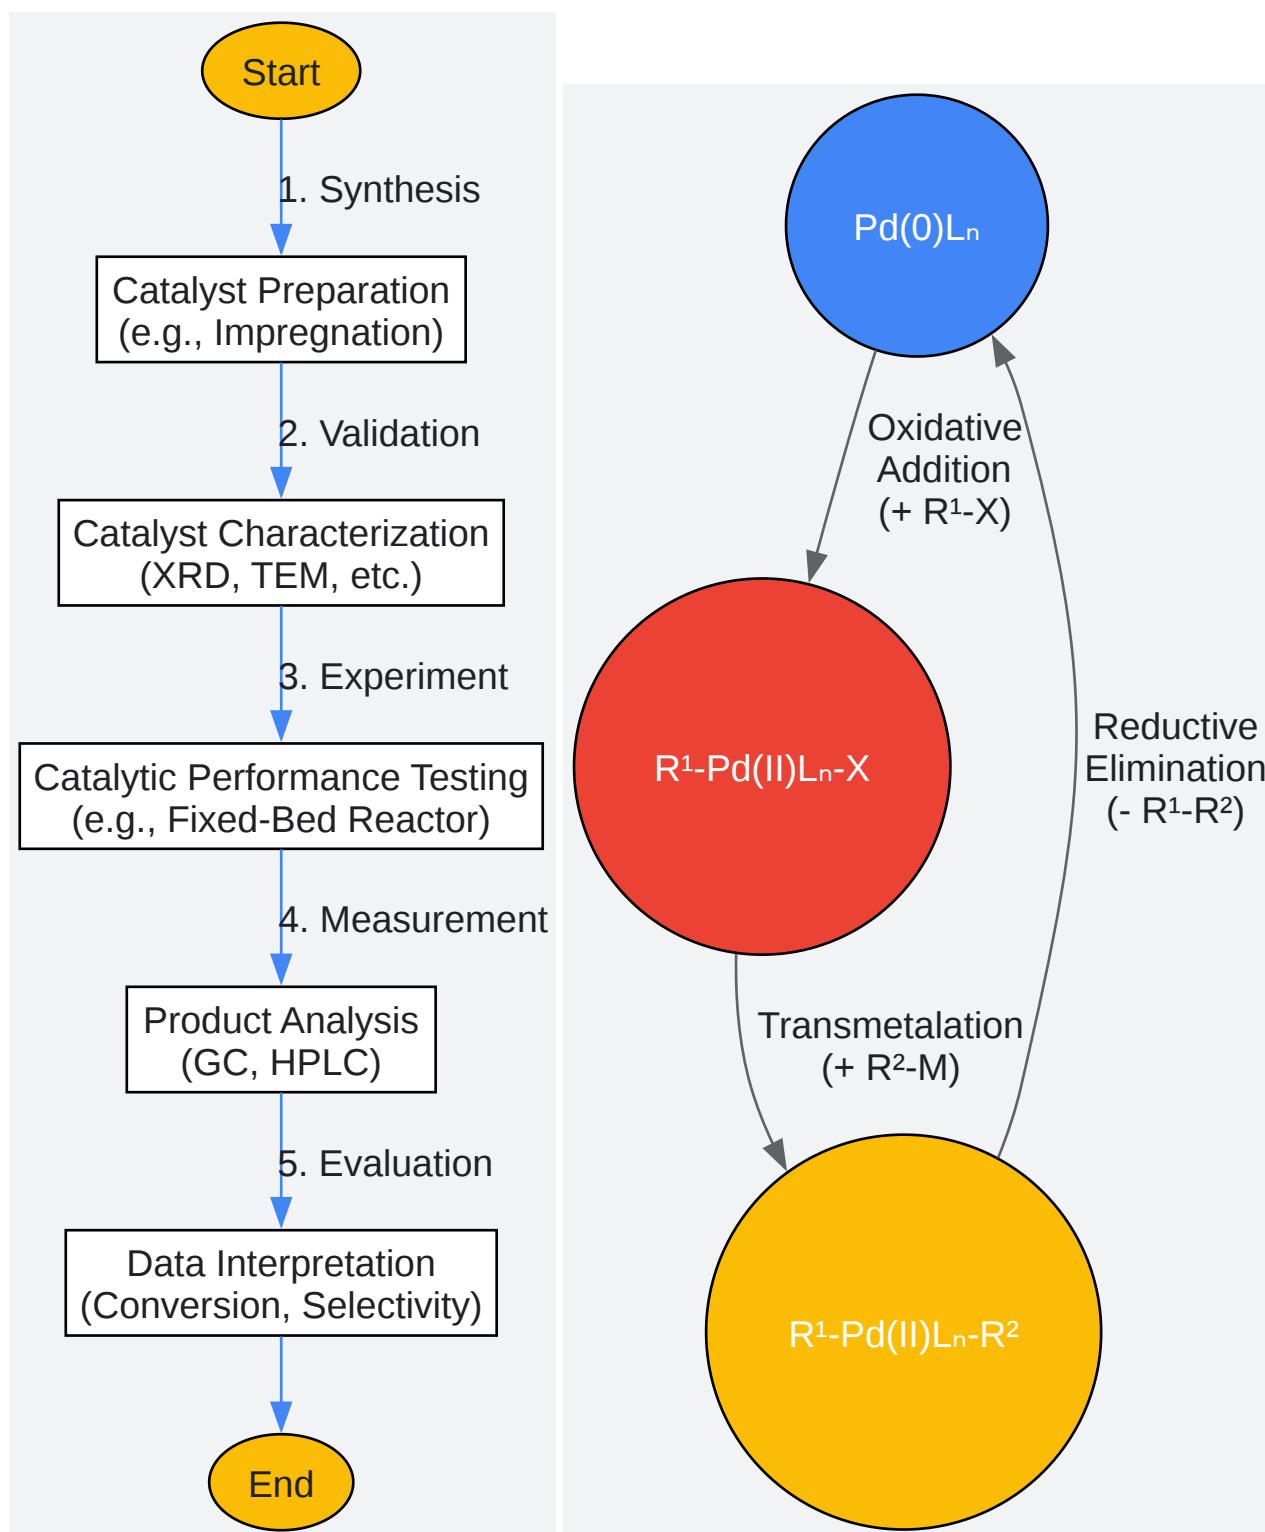 Start
1. Synthesis
Catalyst Preparation
(e.g., Impregnation)
2. Validation
Catalyst Characterization
(XRD, TEM, etc.)
3. Experiment
Catalytic Performance Testing
(e.g., Fixed-Bed Reactor)
4. Measurement
Product Analysis
(GC, HPLC)
5. Evaluation
Data Interpretation
(Conversion, Selectivity)
End
Pd(0)Lₙ
Oxidative
Addition
(+ R¹-X)
R¹-Pd(II)Lₙ-X
Reductive
Elimination
(- R¹-R²)
Transmetalation
(+ R²-M)
R¹-Pd(II)Lₙ-R²